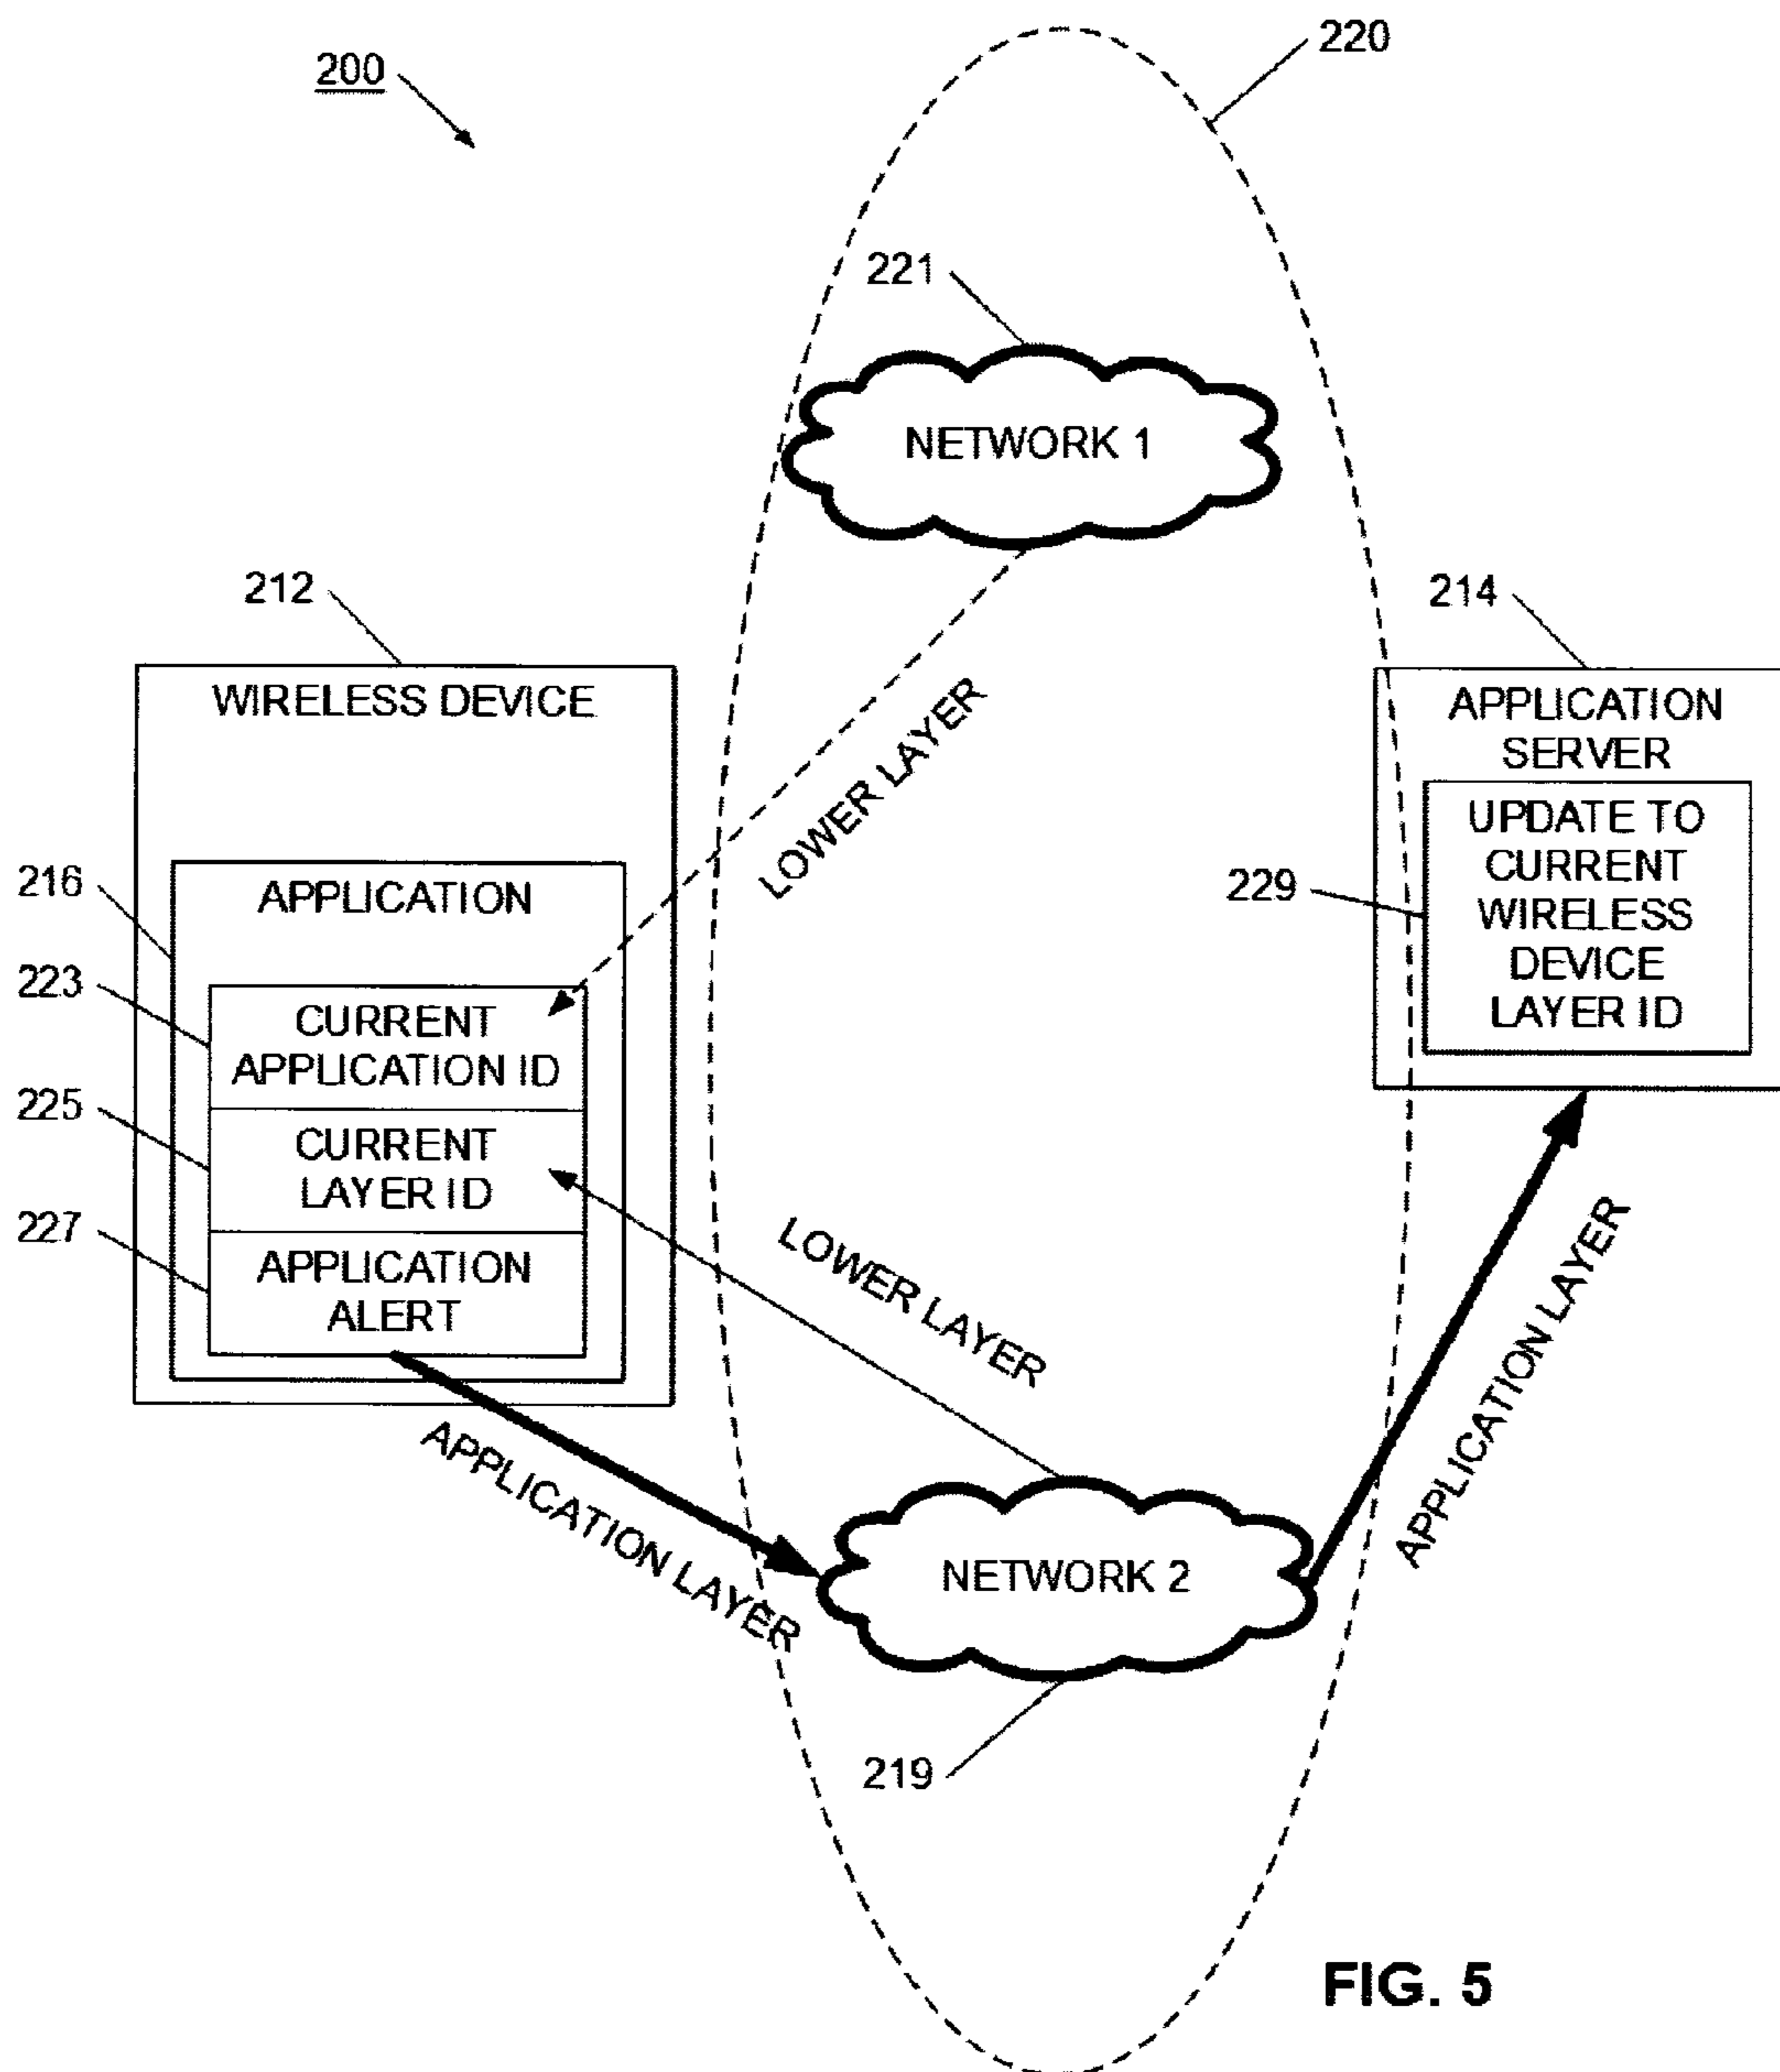 200
220
221
NETWORK 1
212
WIRELESS DEVICE
214
APPLICATION
SERVER
LOWER LAYER
216
APPLICATION
229
UPDATE TO
CURRENT
WIRELESS
DEVICE
LAYER ID
223
CURRENT
APPLICATION ID
225
CURRENT
LAYER ID
227
APPLICATION
ALERT
LOWER LAYER
APPLICATION LAYER
APPLICATION LAYER
NETWORK 2
219
FIG. 5